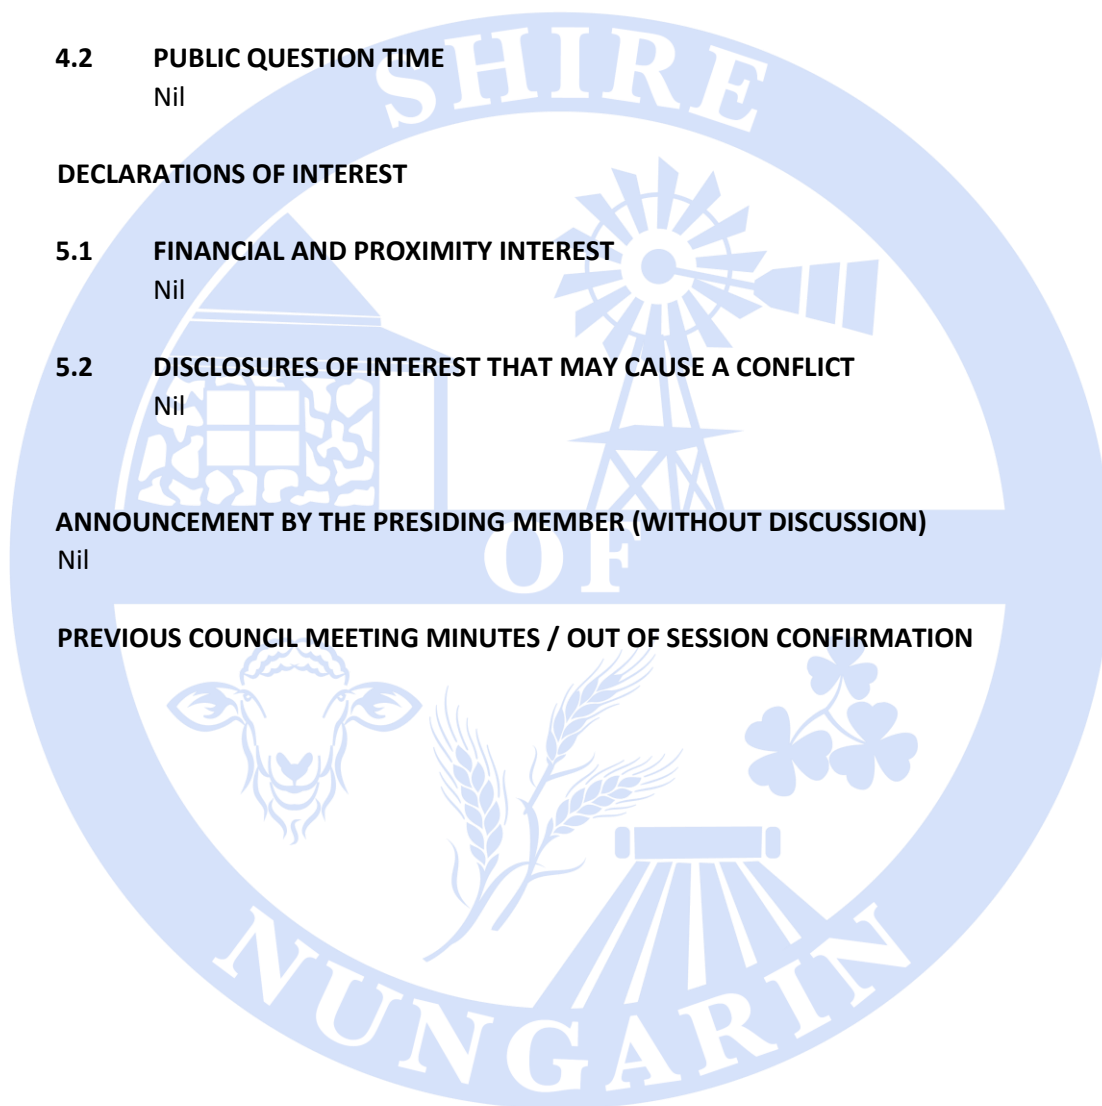 4.2 PUBLIC QUESTION TIME
Nil
DECLARATIONS OF INTEREST
5.1 FINANCIAL AND PROXIMITY INTEREST
Nil
5.2 DISCLOSURES OF INTEREST THAT MAY CAUSE A CONFLICT
Nil
ANNOUNCEMENT BY THE PRESIDING MEMBER (WITHOUT DISCUSSION)
Nil
PREVIOUS COUNCIL MEETING MINUTES / OUT OF SESSION CONFIRMATION
SHIRE
OF
NUNGARIN